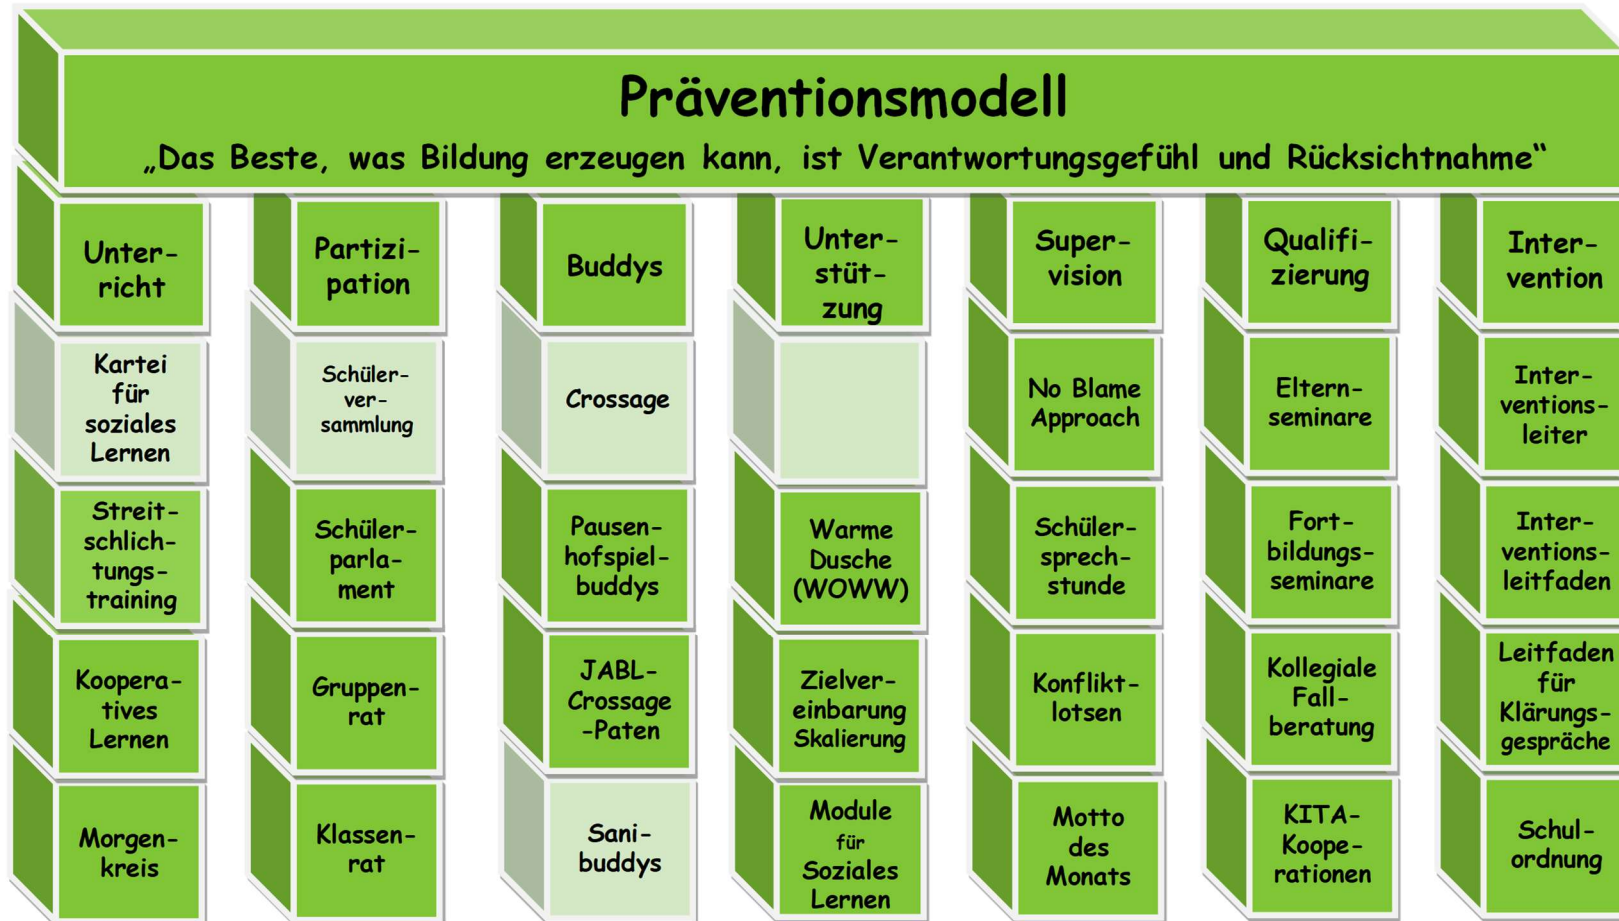 Präventionsmodell
„Das Beste, was Bildung erzeugen kann, ist Verantwortungsgefühl und Rücksichtnahme“
Unter-
richt
Kartei
für
soziales
Lernen
Streit-
schlich-
tungs-
training
Koopera-
tives
Lernen
Morgen-
kreis
Partizi-
pation
Schüler-
ver-
sammlung
Schüler-
parla-
ment
Gruppen-
rat
Klassen-
rat
Buddys
Crossage
Pausen-
hofspiel-
buddys
JABL-
Crossage
-Paten
Sani-
buddys
Unter-
stüt-
zung
Warme
Dusche
(WOWW)
Zielver-
einbarung
Skalierung
Module
für
Soziales
Lernen
Super-
vision
No Blame
Approach
Schüler-
sprech-
stunde
Konflikt-
lotsen
Motto
des
Monats
Qualifi-
zierung
Eltern-
seminare
Fort-
bildungs-
seminare
Kollegiale
Fall-
beratung
KITA-
Koope-
rationen
Inter-
vention
Inter-
ventions-
leiter
Inter-
ventions-
leitfaden
Leitfaden
für
Klärungs-
gespräche
Schul-
ordnung